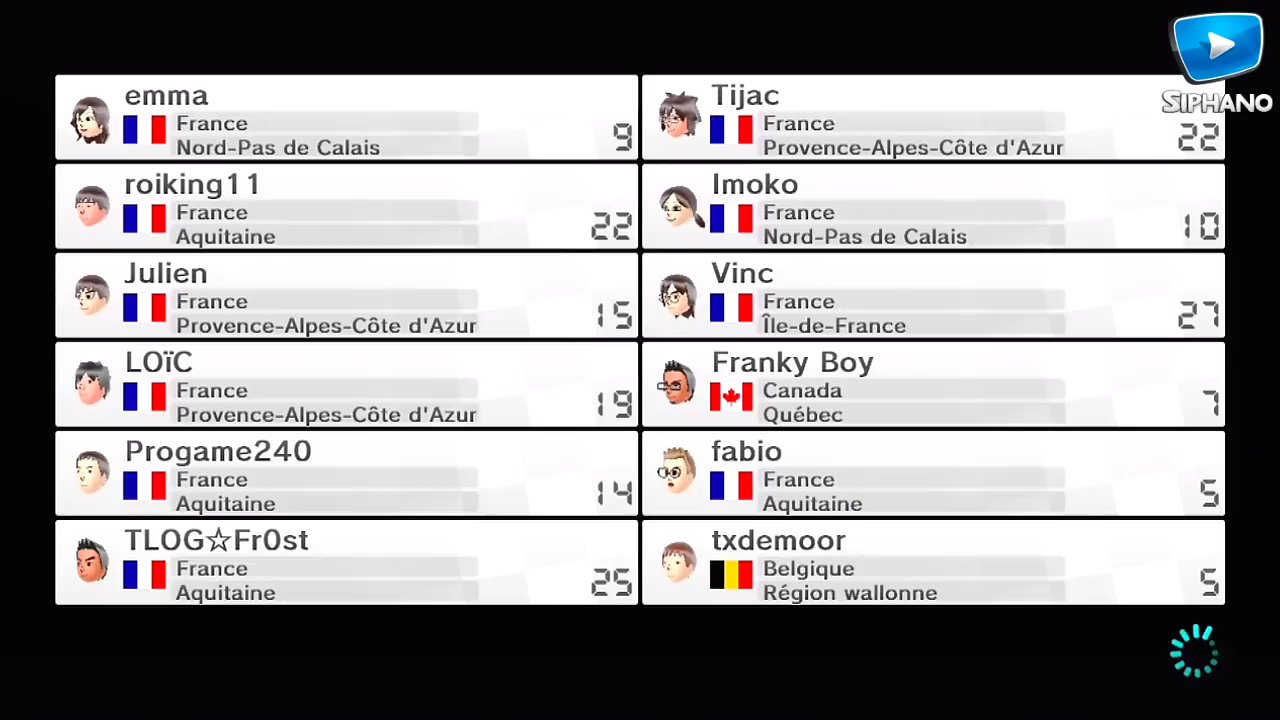 emma
France
Nord-Pas de Calais
9
roiking11
France
Aquitaine
22
Julien
France
Provence-Alpes-Côte d'Azur
15
LOïC
France
Provence-Alpes-Côte d'Azur
19
Progame240
France
Aquitaine
14
TLOG☆Fr0st
France
Aquitaine
25
Tijac
France
Provence-Alpes-Côte d'Azur
22
Imoko
France
Nord-Pas de Calais
10
Vinc
France
Île-de-France
27
Franky Boy
Canada
Québec
7
fabio
France
Aquitaine
5
txdemoor
Belgique
Région wallonne
5
SIPHANO